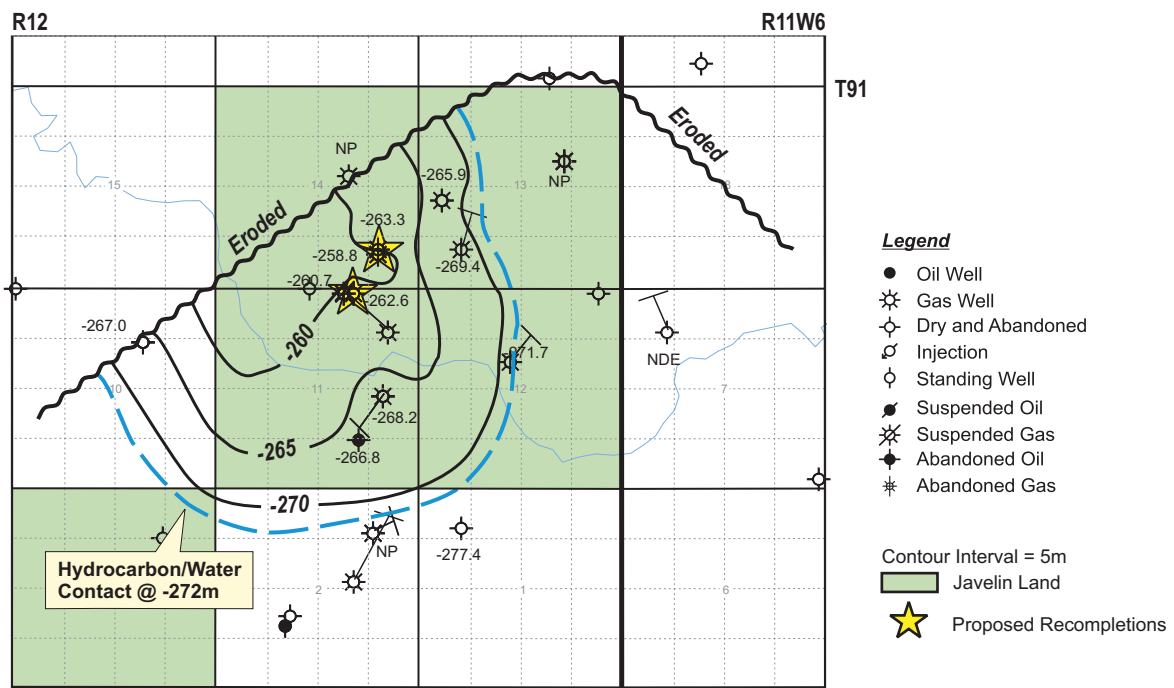 R12
R11W6
T91
Eroded
Eroded
NP
15
14
-265.9
13
NP
-263.3
-258.8
-269.4
-260.7
-262.6
-267.0
-260
NDE
-271.7
10
11
12
7
-268.2
-265
-266.8
-270
NP
-277.4
Hydrocarbon/Water
Contact @ -272m
2
1
6
Legend
Oil Well
Gas Well
Dry and Abandoned
Injection
Standing Well
Suspended Oil
Suspended Gas
Abandoned Oil
Abandoned Gas
Contour Interval = 5m
Javelin Land
Proposed Recompletions